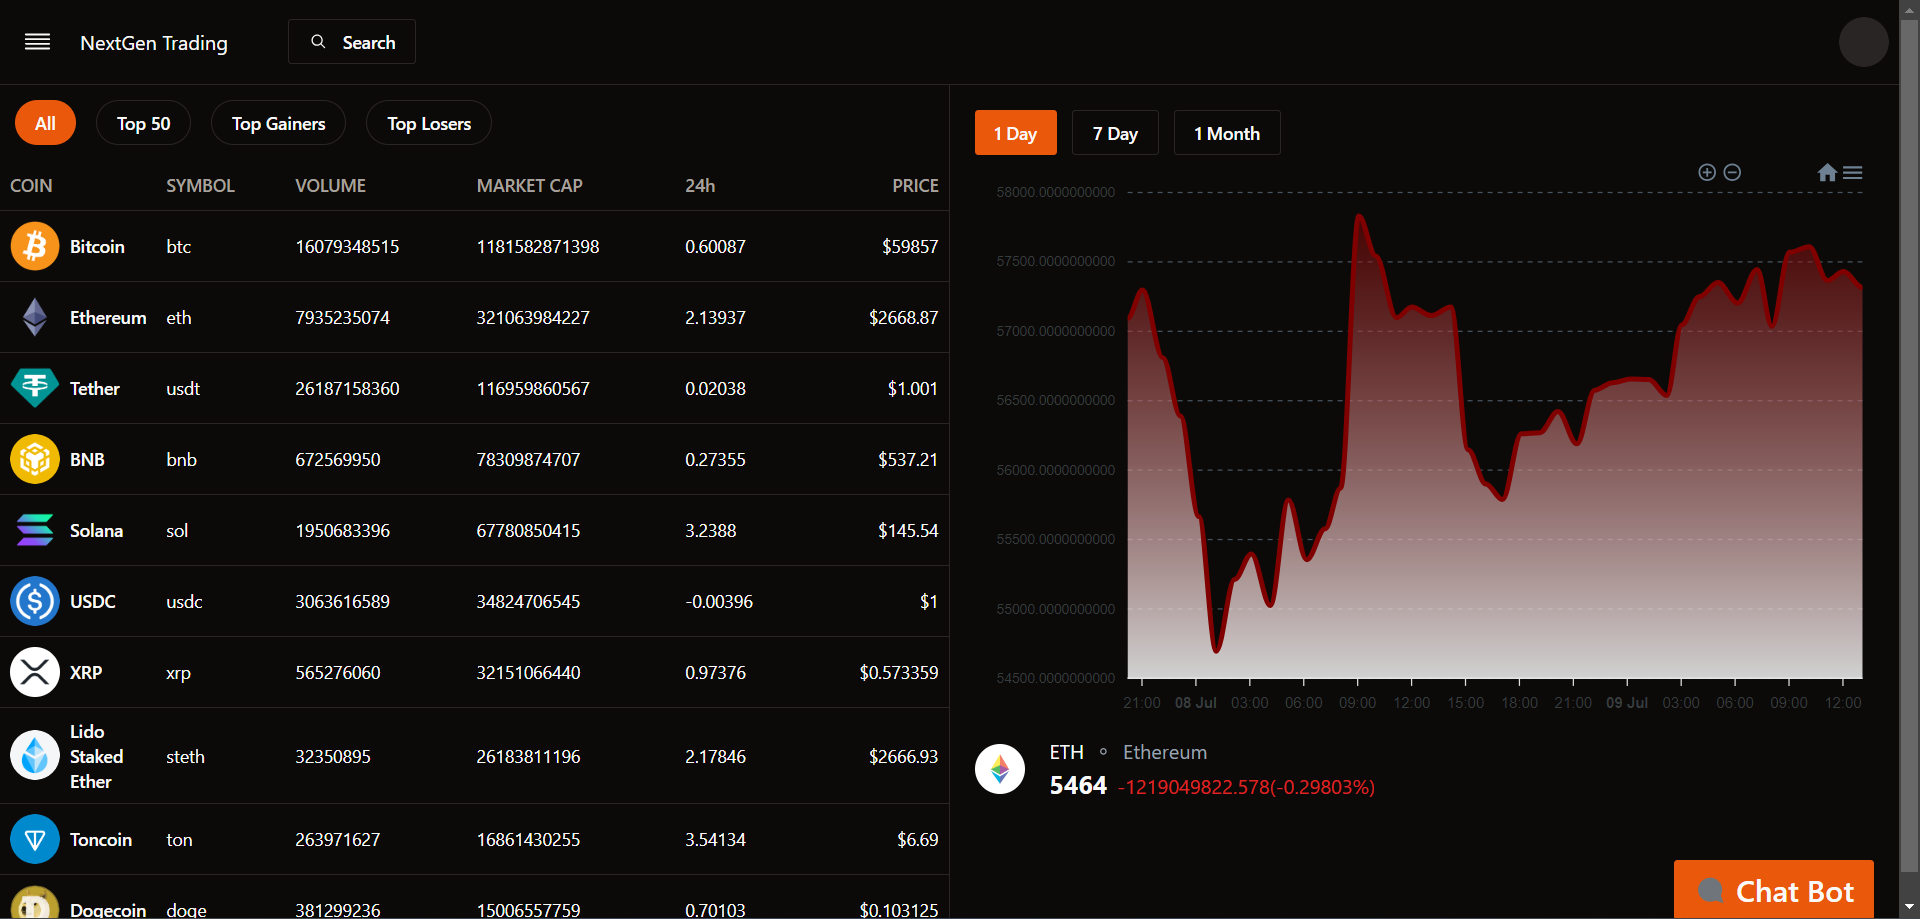 NextGen Trading
Search
All Top 50 Top Gainers Top Losers
COIN SYMBOL VOLUME MARKET CAP 24h PRICE
Bitcoin btc 16079348515 1181582871398 0.60087 $59857
Ethereum eth 7935235074 321063984227 2.13937 $2668.87
Tether usdt 26187158360 116959860567 0.02038 $1.001
BNB bnb 672569950 78309874707 0.27355 $537.21
Solana sol 1950683396 67780850415 3.2388 $145.54
USDC usdc 3063616589 34824706545 -0.00396 $1
XRP xrp 565276060 32151066440 0.97376 $0.573359
Lido
Staked
Ether
steth 32350895 26183811196 2.17846 $2666.93
Toncoin ton 263971627 16861430255 3.54134 $6.69
Dogecoin doge 381299236 15006557759 0.70103 $0.103125
1 Day 7 Day 1 Month
58000.0000000000
57500.0000000000
57000.0000000000
56500.0000000000
56000.0000000000
55500.0000000000
55000.0000000000
54500.0000000000
21:00 08 Jul 03:00 06:00 09:00 12:00 15:00 18:00 21:00 09 Jul 03:00 06:00 09:00 12:00
ETH Ethereum
5464 -1219049822.578(-0.29803%)
Chat Bot